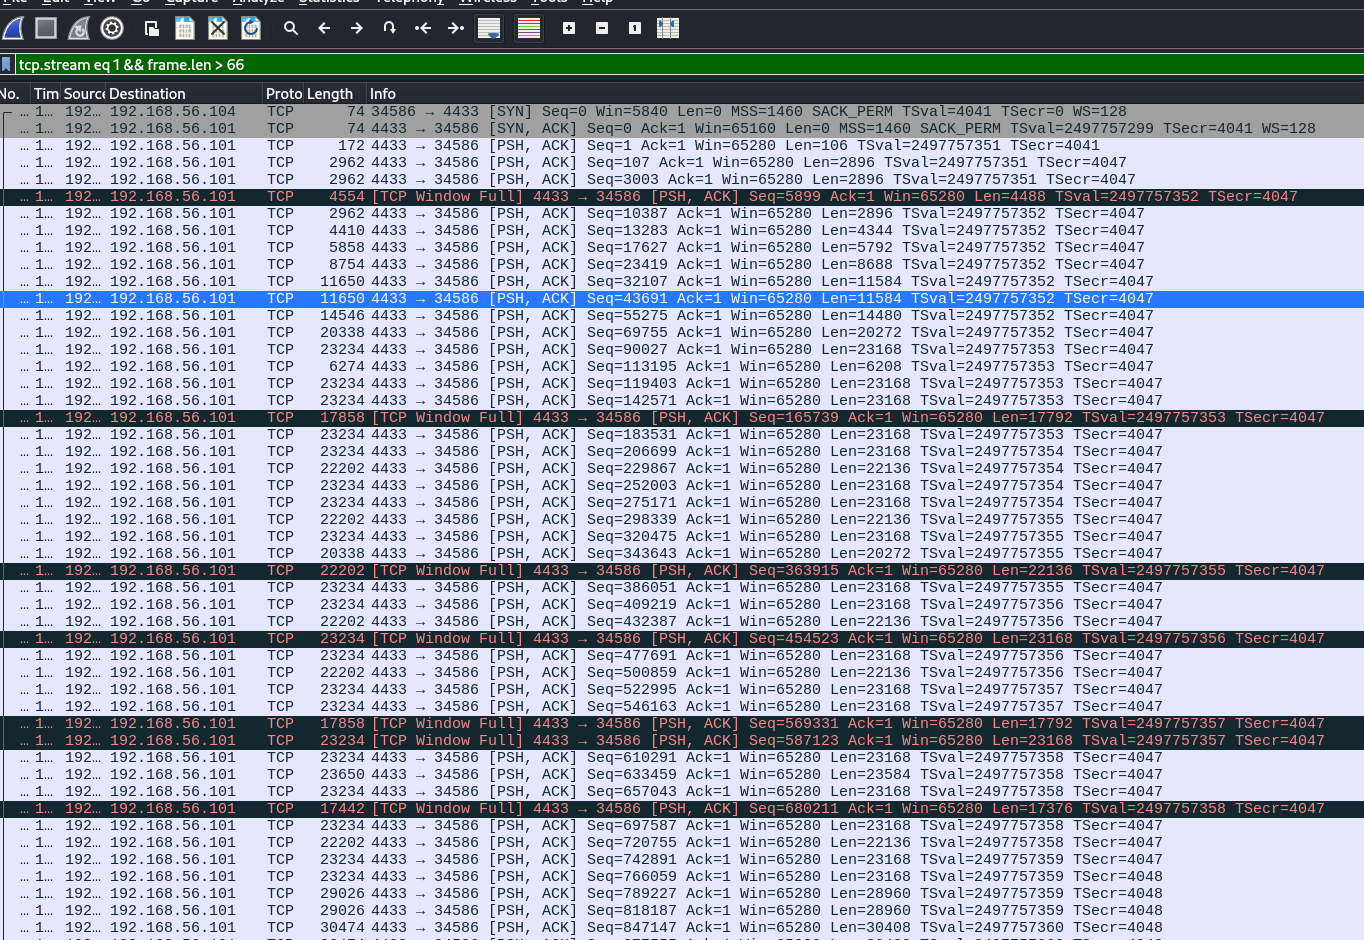 File Edit View Go Capture Analyze Statistics Telephony Wireless Tools Help
tcp.stream eq 1 && frame.len > 66
No. Tim Source Destination Proto Length Info
… 1… 192… 192.168.56.104 TCP 74 34586 → 4433 [SYN] Seq=0 Win=5840 Len=0 MSS=1460 SACK_PERM TSval=4041 TSecr=0 WS=128
… 1… 192… 192.168.56.101 TCP 74 4433 → 34586 [SYN, ACK] Seq=0 Ack=1 Win=65160 Len=0 MSS=1460 SACK_PERM TSval=2497757299 TSecr=4041 WS=128
… 1… 192… 192.168.56.101 TCP 172 4433 → 34586 [PSH, ACK] Seq=1 Ack=1 Win=65280 Len=106 TSval=2497757351 TSecr=4041
… 1… 192… 192.168.56.101 TCP 2962 4433 → 34586 [PSH, ACK] Seq=107 Ack=1 Win=65280 Len=2896 TSval=2497757351 TSecr=4047
… 1… 192… 192.168.56.101 TCP 2962 4433 → 34586 [PSH, ACK] Seq=3003 Ack=1 Win=65280 Len=2896 TSval=2497757351 TSecr=4047
… 1… 192… 192.168.56.101 TCP 4554 [TCP Window Full] 4433 → 34586 [PSH, ACK] Seq=5899 Ack=1 Win=65280 Len=4488 TSval=2497757352 TSecr=4047
… 1… 192… 192.168.56.101 TCP 2962 4433 → 34586 [PSH, ACK] Seq=10387 Ack=1 Win=65280 Len=2896 TSval=2497757352 TSecr=4047
… 1… 192… 192.168.56.101 TCP 4410 4433 → 34586 [PSH, ACK] Seq=13283 Ack=1 Win=65280 Len=4344 TSval=2497757352 TSecr=4047
… 1… 192… 192.168.56.101 TCP 5858 4433 → 34586 [PSH, ACK] Seq=17627 Ack=1 Win=65280 Len=5792 TSval=2497757352 TSecr=4047
… 1… 192… 192.168.56.101 TCP 8754 4433 → 34586 [PSH, ACK] Seq=23419 Ack=1 Win=65280 Len=8688 TSval=2497757352 TSecr=4047
… 1… 192… 192.168.56.101 TCP 11650 4433 → 34586 [PSH, ACK] Seq=32107 Ack=1 Win=65280 Len=11584 TSval=2497757352 TSecr=4047
… 1… 192… 192.168.56.101 TCP 11650 4433 → 34586 [PSH, ACK] Seq=43691 Ack=1 Win=65280 Len=11584 TSval=2497757352 TSecr=4047
… 1… 192… 192.168.56.101 TCP 14546 4433 → 34586 [PSH, ACK] Seq=55275 Ack=1 Win=65280 Len=14480 TSval=2497757352 TSecr=4047
… 1… 192… 192.168.56.101 TCP 20338 4433 → 34586 [PSH, ACK] Seq=69755 Ack=1 Win=65280 Len=20272 TSval=2497757352 TSecr=4047
… 1… 192… 192.168.56.101 TCP 23234 4433 → 34586 [PSH, ACK] Seq=90027 Ack=1 Win=65280 Len=23168 TSval=2497757353 TSecr=4047
… 1… 192… 192.168.56.101 TCP 6274 4433 → 34586 [PSH, ACK] Seq=113195 Ack=1 Win=65280 Len=6208 TSval=2497757353 TSecr=4047
… 1… 192… 192.168.56.101 TCP 23234 4433 → 34586 [PSH, ACK] Seq=119403 Ack=1 Win=65280 Len=23168 TSval=2497757353 TSecr=4047
… 1… 192… 192.168.56.101 TCP 23234 4433 → 34586 [PSH, ACK] Seq=142571 Ack=1 Win=65280 Len=23168 TSval=2497757353 TSecr=4047
… 1… 192… 192.168.56.101 TCP 17858 [TCP Window Full] 4433 → 34586 [PSH, ACK] Seq=165739 Ack=1 Win=65280 Len=17792 TSval=2497757353 TSecr=4047
… 1… 192… 192.168.56.101 TCP 23234 4433 → 34586 [PSH, ACK] Seq=183531 Ack=1 Win=65280 Len=23168 TSval=2497757353 TSecr=4047
… 1… 192… 192.168.56.101 TCP 23234 4433 → 34586 [PSH, ACK] Seq=206699 Ack=1 Win=65280 Len=23168 TSval=2497757354 TSecr=4047
… 1… 192… 192.168.56.101 TCP 22202 4433 → 34586 [PSH, ACK] Seq=229867 Ack=1 Win=65280 Len=22136 TSval=2497757354 TSecr=4047
… 1… 192… 192.168.56.101 TCP 23234 4433 → 34586 [PSH, ACK] Seq=252003 Ack=1 Win=65280 Len=23168 TSval=2497757354 TSecr=4047
… 1… 192… 192.168.56.101 TCP 23234 4433 → 34586 [PSH, ACK] Seq=275171 Ack=1 Win=65280 Len=23168 TSval=2497757354 TSecr=4047
… 1… 192… 192.168.56.101 TCP 22202 4433 → 34586 [PSH, ACK] Seq=298339 Ack=1 Win=65280 Len=22136 TSval=2497757355 TSecr=4047
… 1… 192… 192.168.56.101 TCP 23234 4433 → 34586 [PSH, ACK] Seq=320475 Ack=1 Win=65280 Len=23168 TSval=2497757355 TSecr=4047
… 1… 192… 192.168.56.101 TCP 20338 4433 → 34586 [PSH, ACK] Seq=343643 Ack=1 Win=65280 Len=20272 TSval=2497757355 TSecr=4047
… 1… 192… 192.168.56.101 TCP 22202 [TCP Window Full] 4433 → 34586 [PSH, ACK] Seq=363915 Ack=1 Win=65280 Len=22136 TSval=2497757355 TSecr=4047
… 1… 192… 192.168.56.101 TCP 23234 4433 → 34586 [PSH, ACK] Seq=386051 Ack=1 Win=65280 Len=23168 TSval=2497757355 TSecr=4047
… 1… 192… 192.168.56.101 TCP 23234 4433 → 34586 [PSH, ACK] Seq=409219 Ack=1 Win=65280 Len=23168 TSval=2497757356 TSecr=4047
… 1… 192… 192.168.56.101 TCP 22202 4433 → 34586 [PSH, ACK] Seq=432387 Ack=1 Win=65280 Len=22136 TSval=2497757356 TSecr=4047
… 1… 192… 192.168.56.101 TCP 23234 [TCP Window Full] 4433 → 34586 [PSH, ACK] Seq=454523 Ack=1 Win=65280 Len=23168 TSval=2497757356 TSecr=4047
… 1… 192… 192.168.56.101 TCP 23234 4433 → 34586 [PSH, ACK] Seq=477691 Ack=1 Win=65280 Len=23168 TSval=2497757356 TSecr=4047
… 1… 192… 192.168.56.101 TCP 22202 4433 → 34586 [PSH, ACK] Seq=500859 Ack=1 Win=65280 Len=22136 TSval=2497757356 TSecr=4047
… 1… 192… 192.168.56.101 TCP 23234 4433 → 34586 [PSH, ACK] Seq=522995 Ack=1 Win=65280 Len=23168 TSval=2497757357 TSecr=4047
… 1… 192… 192.168.56.101 TCP 23234 4433 → 34586 [PSH, ACK] Seq=546163 Ack=1 Win=65280 Len=23168 TSval=2497757357 TSecr=4047
… 1… 192… 192.168.56.101 TCP 17858 [TCP Window Full] 4433 → 34586 [PSH, ACK] Seq=569331 Ack=1 Win=65280 Len=17792 TSval=2497757357 TSecr=4047
… 1… 192… 192.168.56.101 TCP 23234 [TCP Window Full] 4433 → 34586 [PSH, ACK] Seq=587123 Ack=1 Win=65280 Len=23168 TSval=2497757357 TSecr=4047
… 1… 192… 192.168.56.101 TCP 23234 4433 → 34586 [PSH, ACK] Seq=610291 Ack=1 Win=65280 Len=23168 TSval=2497757358 TSecr=4047
… 1… 192… 192.168.56.101 TCP 23650 4433 → 34586 [PSH, ACK] Seq=633459 Ack=1 Win=65280 Len=23584 TSval=2497757358 TSecr=4047
… 1… 192… 192.168.56.101 TCP 23234 4433 → 34586 [PSH, ACK] Seq=657043 Ack=1 Win=65280 Len=23168 TSval=2497757358 TSecr=4047
… 1… 192… 192.168.56.101 TCP 17442 [TCP Window Full] 4433 → 34586 [PSH, ACK] Seq=680211 Ack=1 Win=65280 Len=17376 TSval=2497757358 TSecr=4047
… 1… 192… 192.168.56.101 TCP 23234 4433 → 34586 [PSH, ACK] Seq=697587 Ack=1 Win=65280 Len=23168 TSval=2497757358 TSecr=4047
… 1… 192… 192.168.56.101 TCP 22202 4433 → 34586 [PSH, ACK] Seq=720755 Ack=1 Win=65280 Len=22136 TSval=2497757358 TSecr=4047
… 1… 192… 192.168.56.101 TCP 23234 4433 → 34586 [PSH, ACK] Seq=742891 Ack=1 Win=65280 Len=23168 TSval=2497757359 TSecr=4047
… 1… 192… 192.168.56.101 TCP 23234 4433 → 34586 [PSH, ACK] Seq=766059 Ack=1 Win=65280 Len=23168 TSval=2497757359 TSecr=4048
… 1… 192… 192.168.56.101 TCP 29026 4433 → 34586 [PSH, ACK] Seq=789227 Ack=1 Win=65280 Len=28960 TSval=2497757359 TSecr=4048
… 1… 192… 192.168.56.101 TCP 29026 4433 → 34586 [PSH, ACK] Seq=818187 Ack=1 Win=65280 Len=28960 TSval=2497757359 TSecr=4048
… 1… 192… 192.168.56.101 TCP 30474 4433 → 34586 [PSH, ACK] Seq=847147 Ack=1 Win=65280 Len=30408 TSval=2497757360 TSecr=4048